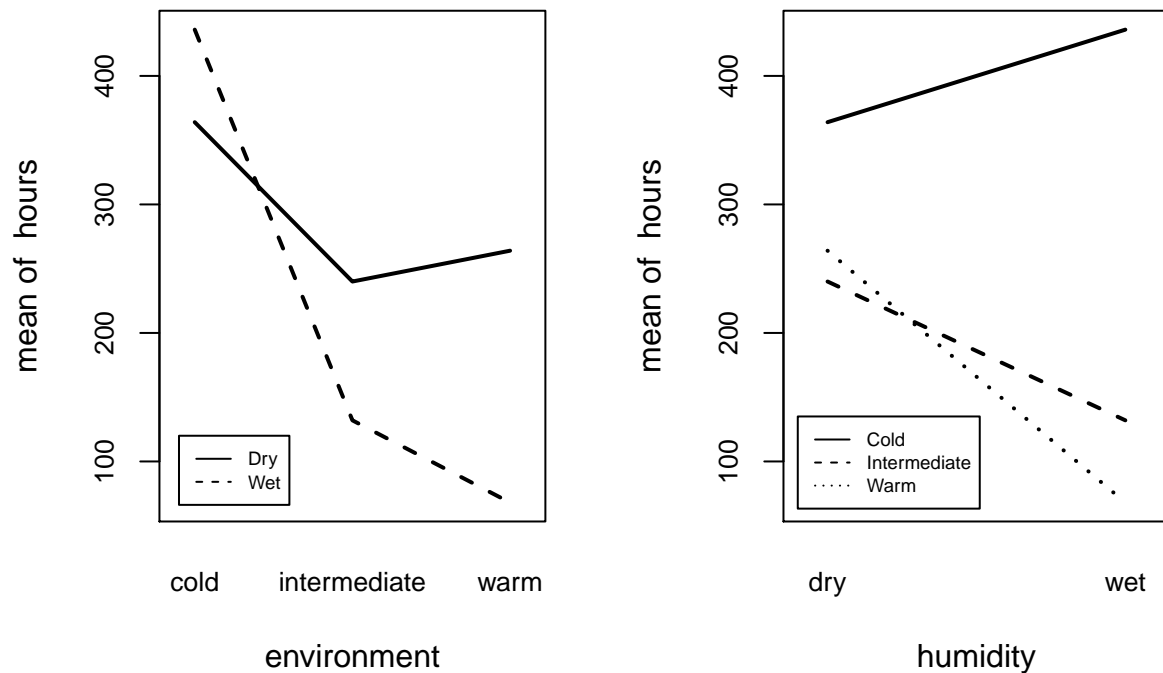 mean of hours
400
300
200
100
Dry
Wet
cold intermediate warm
environment
mean of hours
400
300
200
100
Cold
Intermediate
Warm
dry wet
humidity